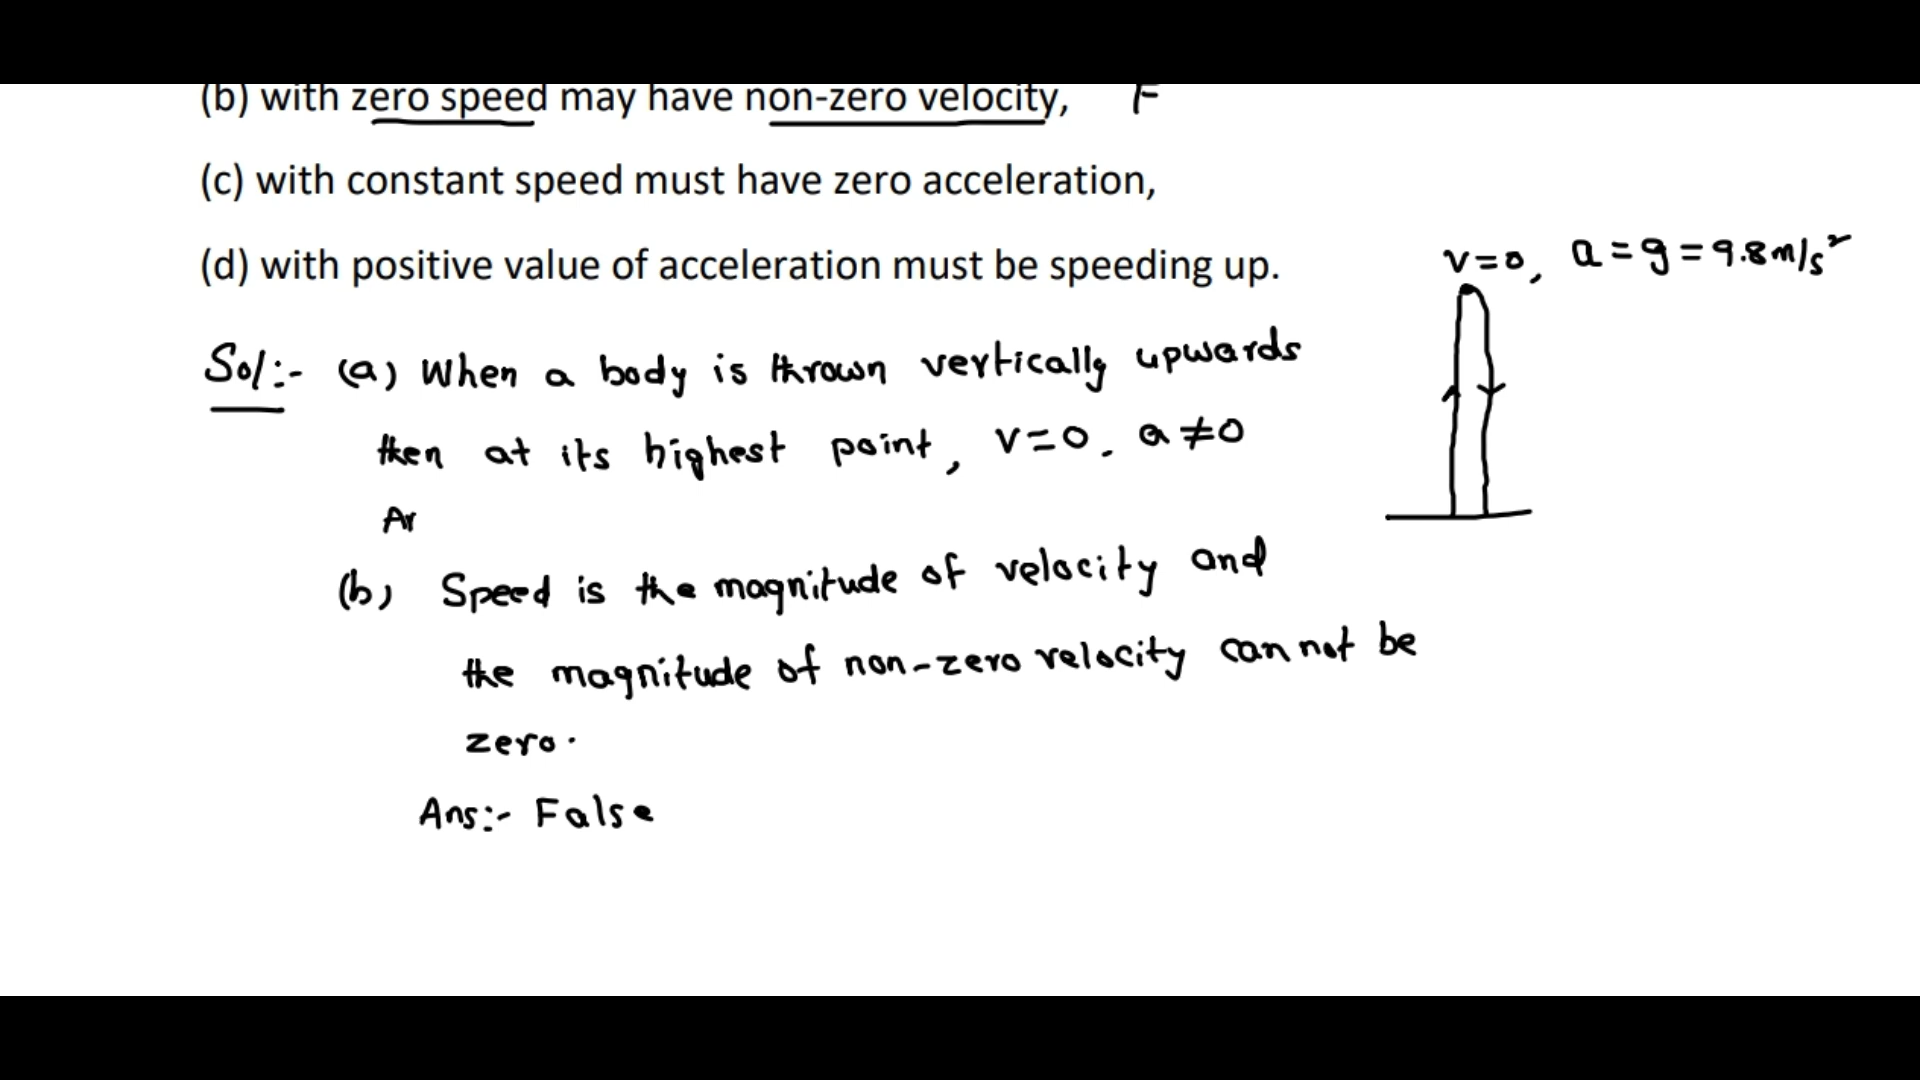 (b) with zero speed may have non-zero velocity, F
(c) with constant speed must have zero acceleration,
(d) with positive value of acceleration must be speeding up.
v=0, a=g=9.8m/s²
Sol:- (a) When a body is thrown vertically upwards
then at its highest point, v=0. a≠0
Ar
(b) Speed is the magnitude of velocity and
the magnitude of non-zero velocity cannot be
zero.
Ans:- False